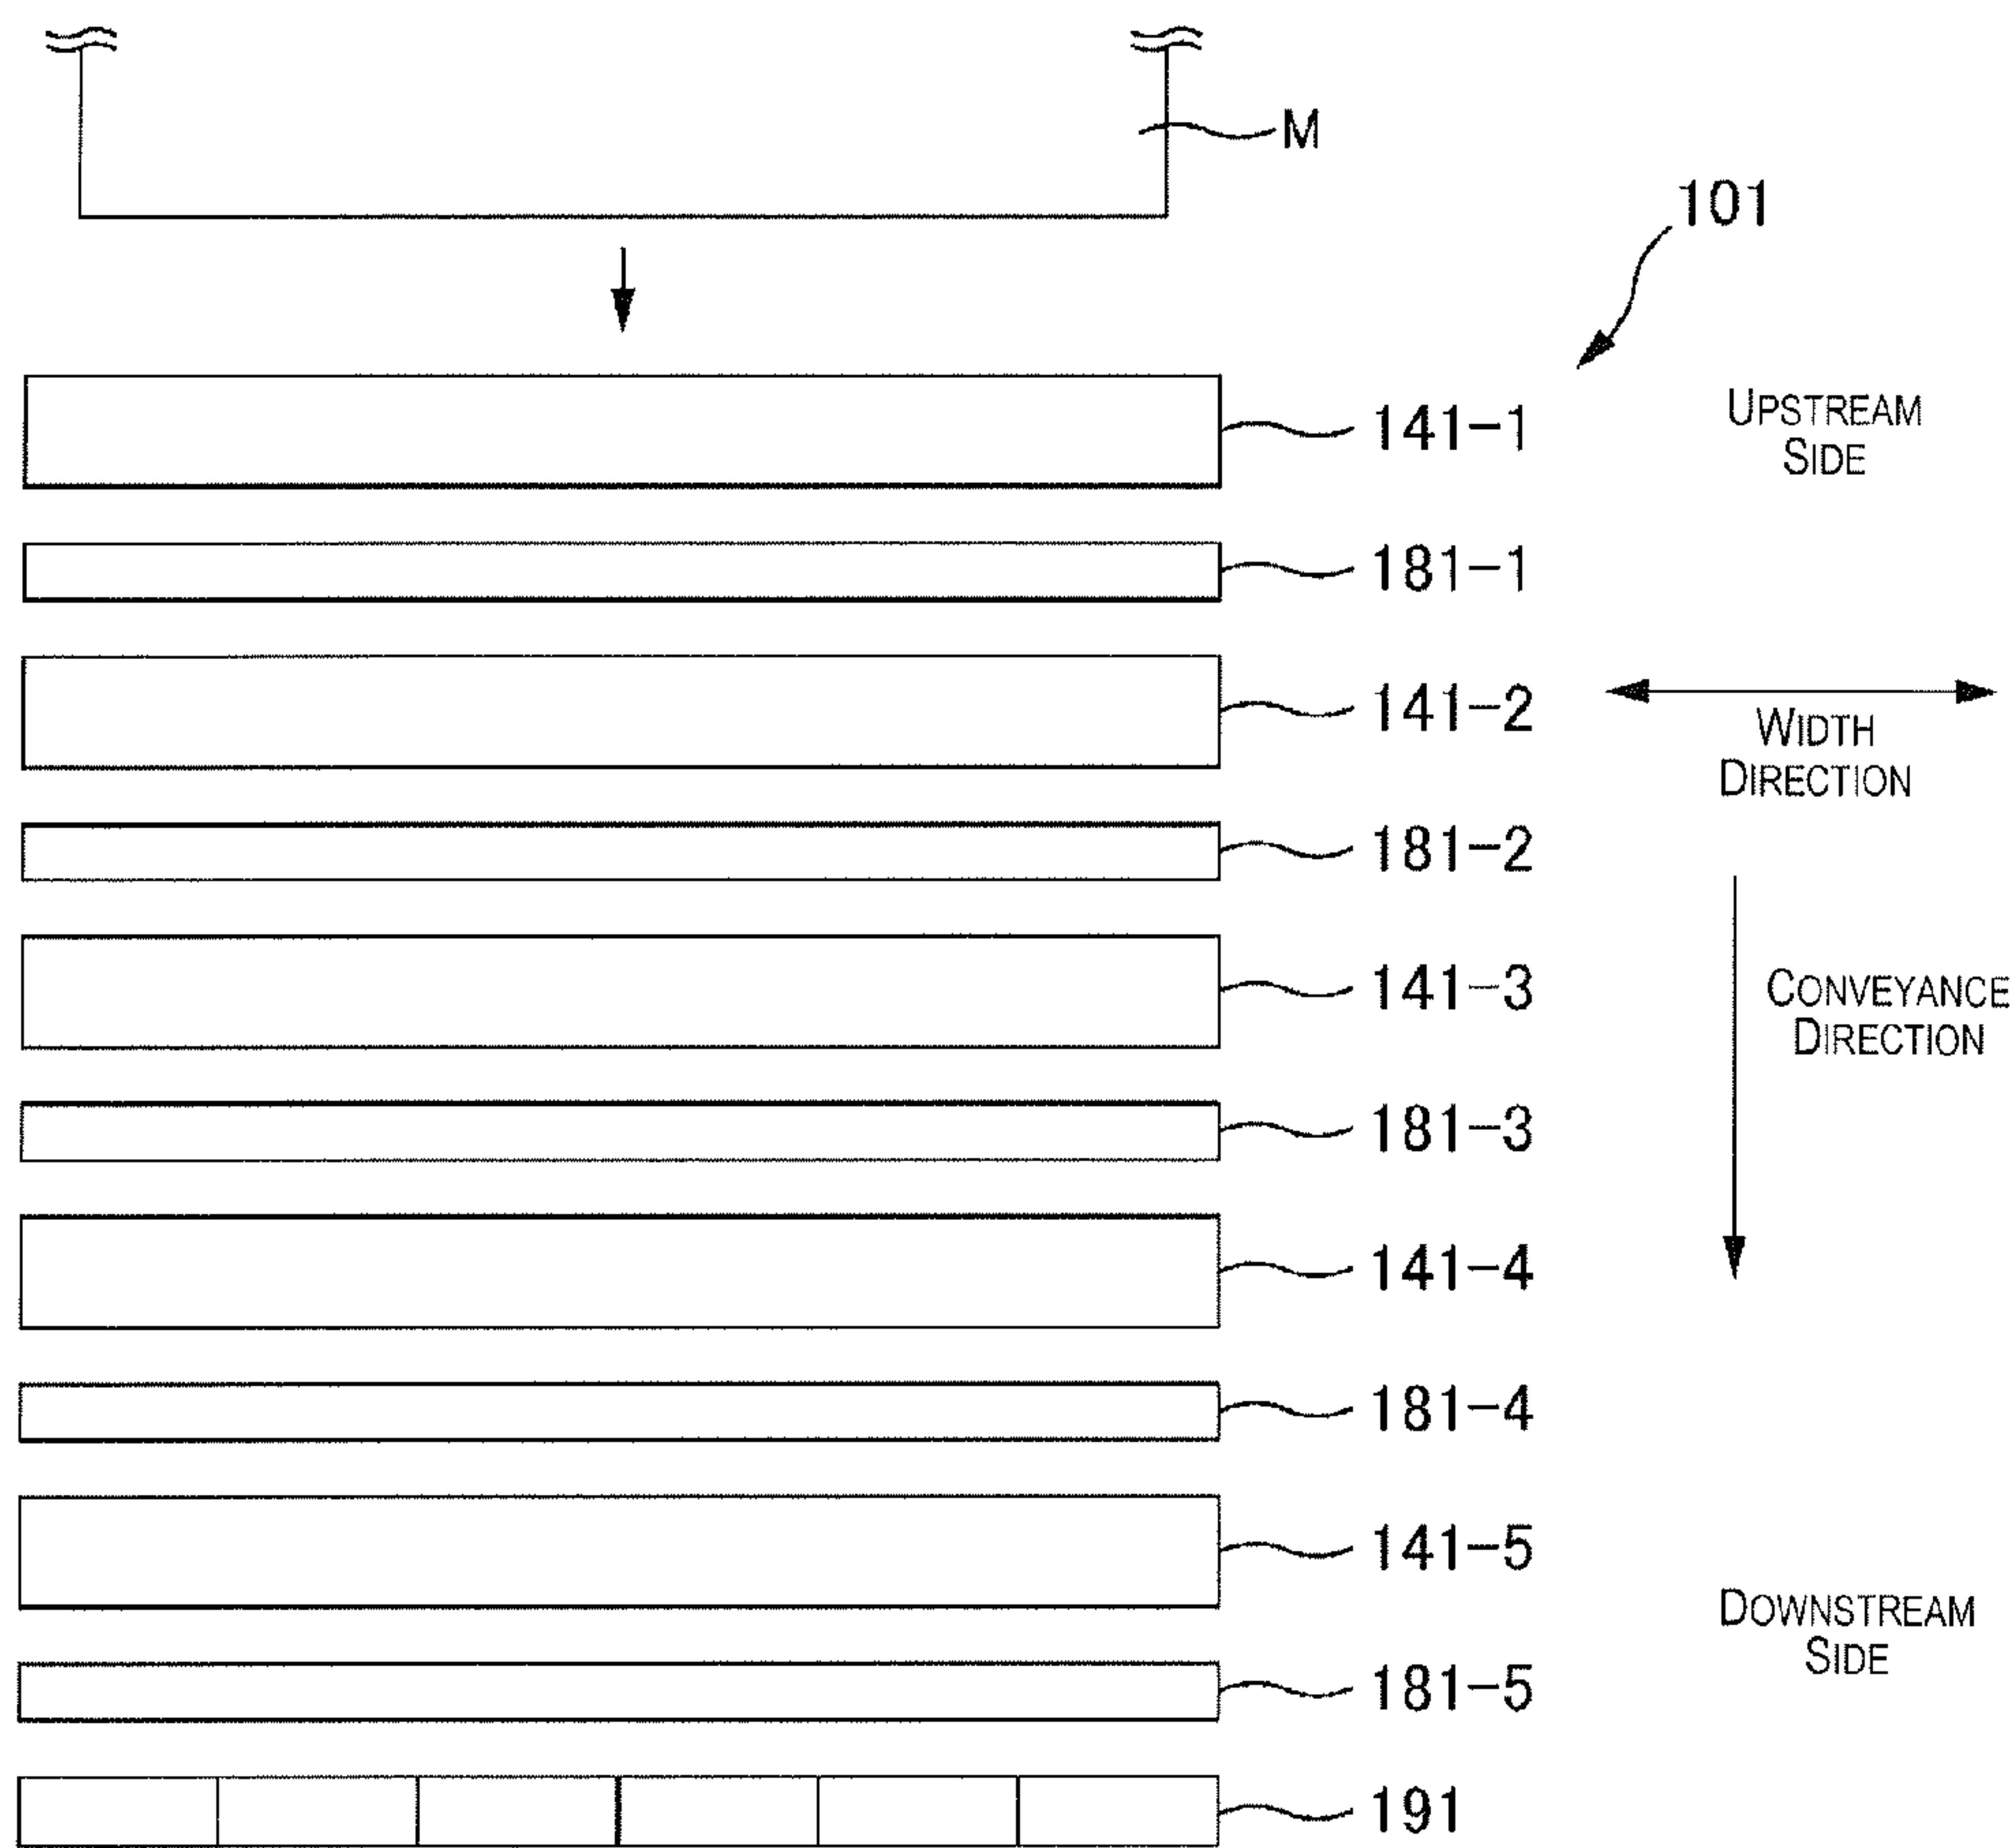 M
101
141-1
UPSTREAM
SIDE
181-1
141-2
WIDTH
DIRECTION
181-2
141-3
CONVEYANCE
DIRECTION
181-3
141-4
181-4
141-5
DOWNSTREAM
SIDE
181-5
191